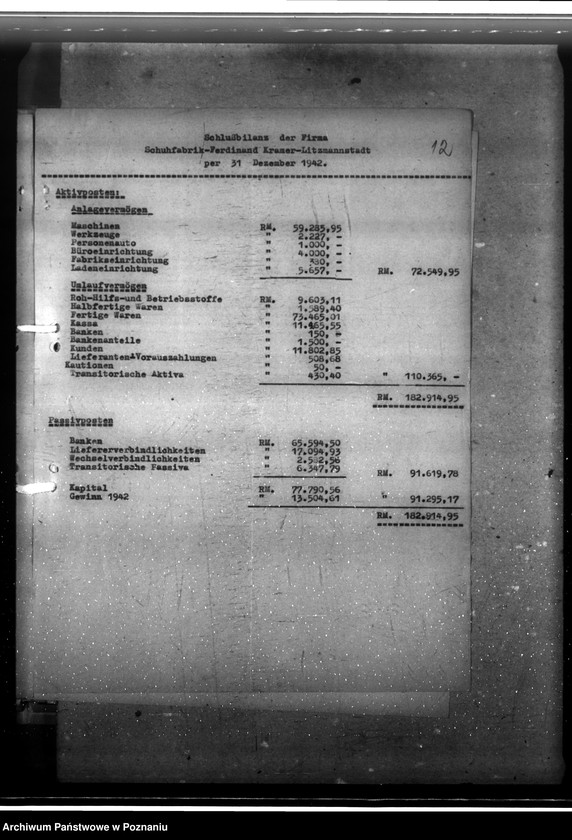 Schlußbilanz der Firma
Schuhfabrik-Ferdinand Kramer-Litzmannstadt
per 31 Dezember 1942.
12
Aktivposten:
Anlagevermögen
Maschinen RM. 59.285,95
Werkzeuge " 2.227, -
Personenauto " 1.000, -
Büroeinrichtung " 4.000, -
Fabrikseinrichtung " 380, -
Ladeneinrichtung " 5.657, - RM. 72.549,95
Umlaufvermögen
Roh-Hilfs-und Betriebsstoffe RM. 9.603,11
Halbfertige Waren " 1.589,40
Fertige Waren " 73.465,01
Kassa " 11.465,55
Banken " 150, -
Bankenanteile " 1.500, -
Kunden " 11.802,85
Lieferanten-Vorauszahlungen " 508,68
Kautionen " 50, -
Transitorische Aktiva " 430,40 " 110.365, -
RM. 182.914,95
Passivposten
Banken RM. 65.594,50
Liefererverbindlichkeiten " 17.094,93
Wechselverbindlichkeiten " 2.582,56
Transitorische Passiva " 6.347,79
RM. 91.619,78
Kapital RM. 77.790,56
Gewinn 1942 " 13.504,61 " 91.295,17
RM. 182.914,95
Archiwum Państwowe w Poznaniu